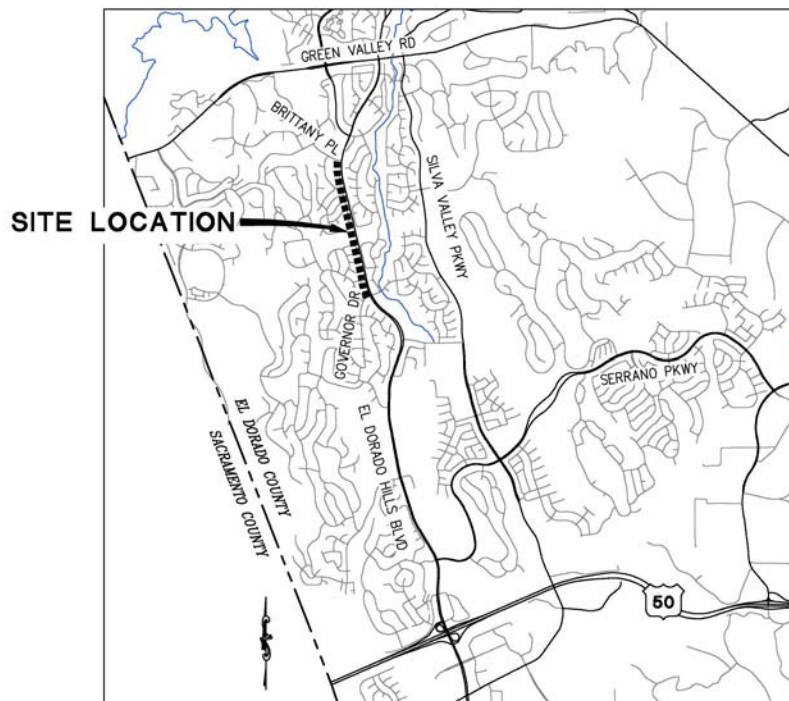 GREEN VALLEY RD
BRITTANY PL
SILVA VALLEY PKWY
SITE LOCATION
GOVERNOR DR
SERRANO PKWY
EL DORADO HILLS BLVD
EL DORADO COUNTY
SACRAMENTO COUNTY
50